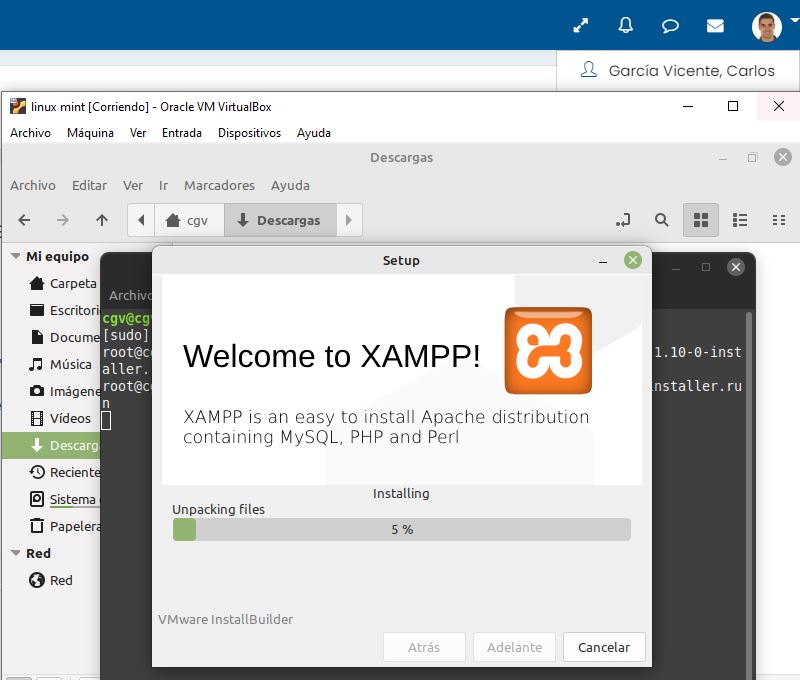 García Vicente, Carlos
linux mint [Corriendo] - Oracle VM VirtualBox
Archivo Máquina Ver Entrada Dispositivos Ayuda
Descargas
Archivo Editar Ver Ir Marcadores Ayuda
cgv Descargas
Mi equipo
Carpeta
Escritori
Docume
Música
Imágene
Vídeos
Descarg
Reciente
Sistema
Papelera
Red
Red
Archivo
cgv@cg
[sudo]
root@cg 1.10-0-inst
aller.
root@cg nstaller.ru
n
Setup
Welcome to XAMPP!
XAMPP is an easy to install Apache distribution
containing MySQL, PHP and Perl
Installing
Unpacking files
5 %
VMware InstallBuilder
Atrás Adelante Cancelar